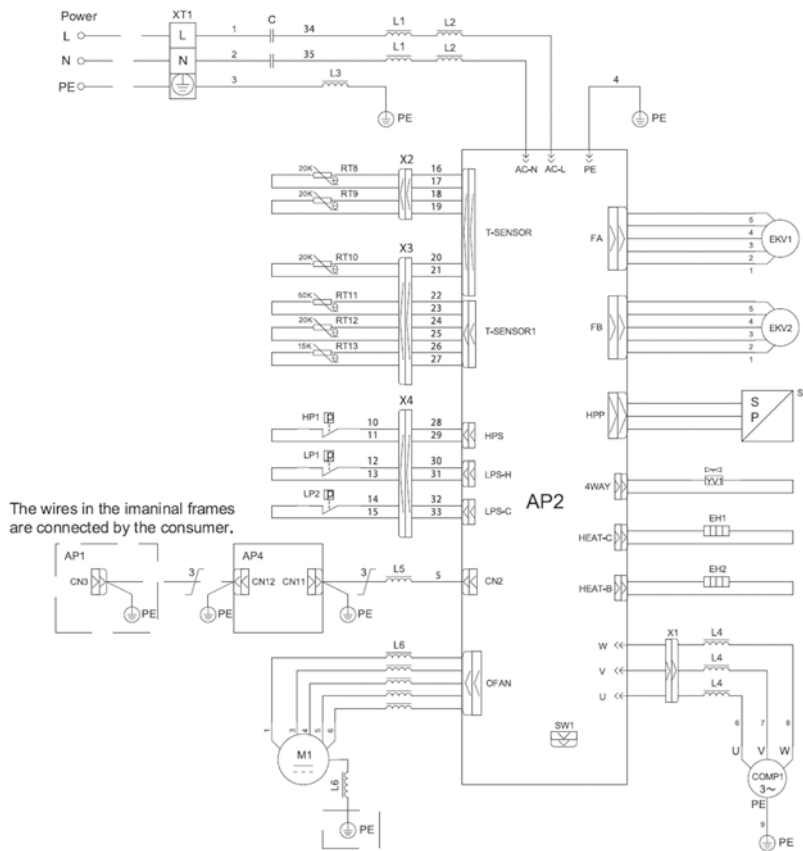 Power
XT1
L
L
1
C
34
L1
L2
N
N
2
35
L1
L2
PE
3
L3
PE
4
PE
AC-N
AC-L
PE
X2
20K
RT8
16
17
20K
RT9
18
19
T-SENSOR
X3
20K
RT10
20
21
50K
RT11
22
23
20K
RT12
24
25
T-SENSOR1
15K
RT13
26
27
X4
HP1
P
10
28
11
29
HPS
LP1
P
12
30
13
31
LPS-H
LP2
P
14
32
15
33
LPS-C
AP2
FA
5
4
3
2
1
EKV1
FB
5
4
3
2
1
EKV2
HPP
S
P
S
4WAY
YV1
HEAT-C
EH1
HEAT-B
EH2
The wires in the imaninal frames
are connected by the consumer.
AP1
CN3
PE
3
AP4
CN12
CN11
PE
3
PE
L5
5
CN2
L6
OFAN
1
3
4
5
6
M1
L6
PE
SW1
W
V
U
X1
L4
L4
L4
6
7
8
U
V
W
COMP1
3~
PE
9
PE